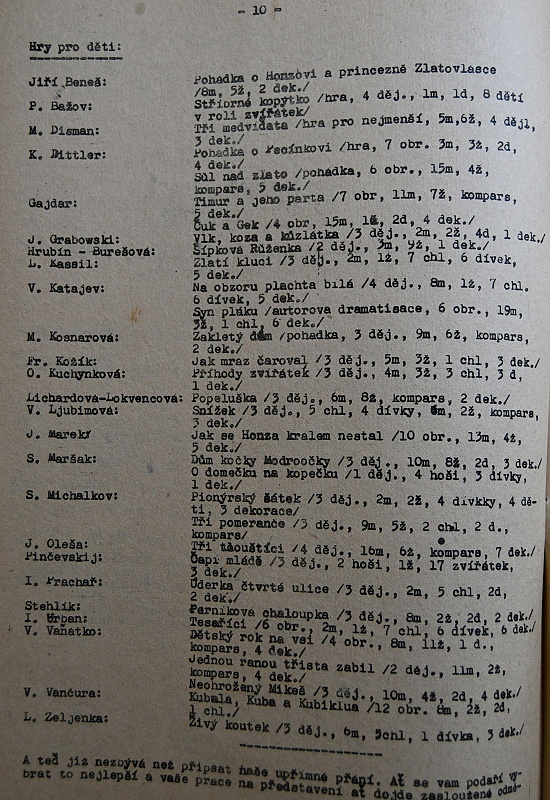 - 10 -
Hry pro děti:
Jiří Beneš: Pohádka o Honzovi a princezně Zlatovlásce
/8m, 5ž, 2 dek./
P. Bažov: Stříbrné kopýtko /hra, 4 děj., 1m, 1d, 8 dětí
v roli zvířátek/
M. Disman: Tři medvíďata /hra pro nejmenší, 5m,6ž, 4 dějl,
3 dek./
K. Dittler: Pohádka o Pecínkovi /hra, 7 obr. 3m, 3ž, 2d,
4 dek./
Sůl nad zlato /pohádka, 6 obr., 15m, 4ž,
kompars, 5 dek./
Gajdar: Timur a jeho parta /7 obr, 11m, 7ž, kompars,
5 dek./
Čuk a Gek /4 obr, 15m, 1ž, 2d, 4 dek./
J. Grabowski: Vlk, koza a kůzlátka /3 děj., 2m, 2ž, 4d, 1 dek./
Hrubín - Burešová: Šípková Růženka /2 děj., 3m, 9ž, 1 dek./
L. Kassil: Zlatí kluci /3 děj., 2m, 1ž, 7 chl, 6 dívek,
5 dek./
V. Katajev: Na obzoru plachta bílá /4 děj., 8m, 1ž, 7 chl.
6 dívek, 5 dek./
Syn pluku /autorova dramatisace, 6 obr., 19m,
3ž, 1 chl, 6 dek./
M. Kosnarová: Zakletý dům /pohádka, 3 děj., 9m, 6ž, kompars,
2 dek./
Fr. Kožík: Jak mráz čaroval /3 děj., 5m, 3ž, 1 chl, 3 dek./
O. Kuchynková: Příhody zvířátek /3 děj., 4m, 3ž, 3 chl, 3 d,
1 dek./
Lichardová-Lokvencová: Popeluška /3 děj., 6m, 8ž, kompars, 2 dek./
V. Ljubimová: Snížek /3 děj., 5 chl, 4 dívky, 6m, 2ž, kompars,
3 dek./
J. Marek: Jak se Honza králem nestal /10 obr., 13m, 4ž,
5 dek./
S. Maršak: Dům kočky Modroočky /3 děj., 10m, 8ž, 2d, 3 dek./
O domečku na kopečku /1 děj., 4 hoši, 3 dívky,
1 dek./
S. Michalkov: Pionýrský šátek /3 děj., 2m, 2ž, 4 dívkky, 4 dě-
ti, 3 dekorace/
Tři pomeranče /3 děj., 9m, 5ž, 2 chl, 2 d.,
kompars/
J. Oleša: Tři tlouštíci /4 děj., 16m, 6ž, kompars, 7 dek./
Pinčevskij: Čapí mládě /3 děj., 2 hoši, 1ž, 17 zvířátek,
3 dek./
I. Prachař: Úderka čtvrté ulice /3 děj., 2m, 5 chl, 2d,
2 dek./
Stehlík: Perníková chaloupka /3 děj., 8m, 2ž, 2d, 2 dek./
I. Urban: Tesaříci /6 obr., 2m, 1ž, 7 chl, 6 dívek, 6 dek./
V. Vaňátko: Dětský rok na vsi /4 obr., 8m, 11ž, 1 d.,
kompars, 4 dek./
Jednou ranou třista zabil /2 děj., 11m, 2ž,
kompars, 4 dek./
Neohrožený Mikeš /3 děj., 10m, 4ž, 2d, 4 dek./
V. Vančura: Kubula, Kuba a Kubikula /12 obr. 8m, 2ž, 2d,
1 chl./
L. Zeljenka: Živý koutek /3 děj., 6m, 5chl, 1 dívka, 3 dek./
A teď již nezbývá než připsat naše upřímné přání. Ať se vám podaří vy-
brat to nejlepší a vaše práce na představení ať dojde zasloužené odmě-